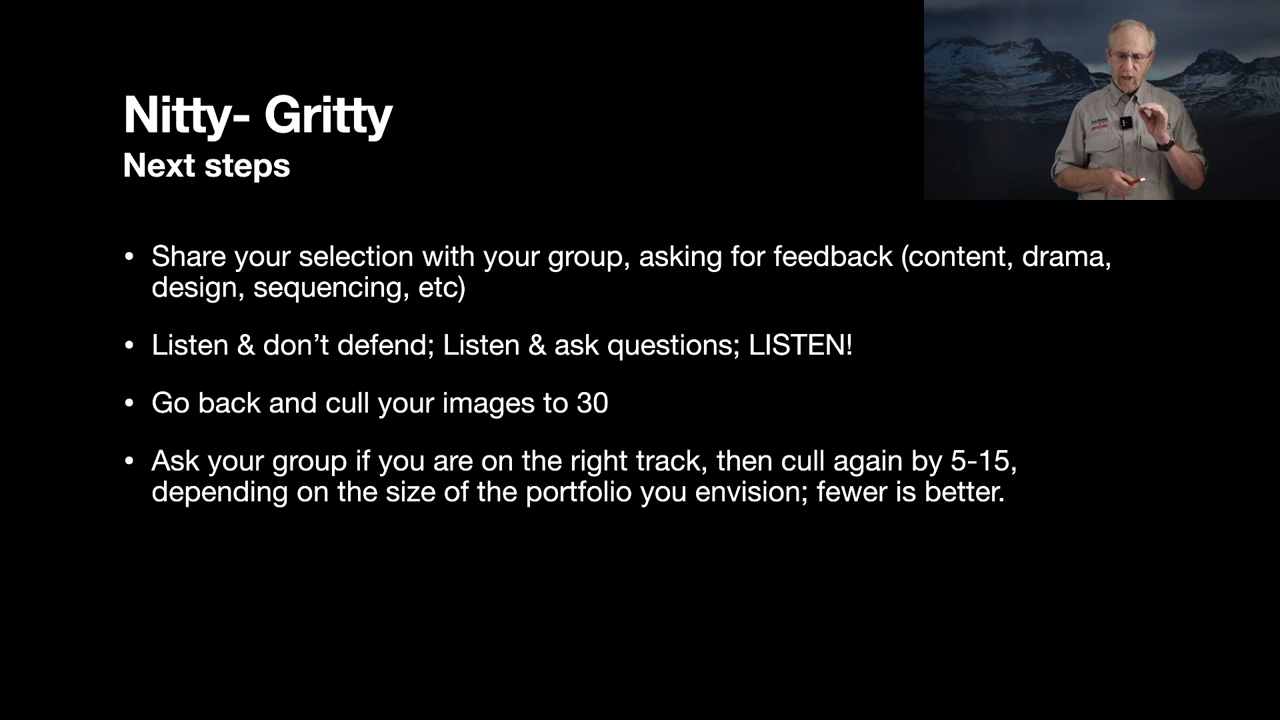 Nitty- Gritty
Next steps
• Share your selection with your group, asking for feedback (content, drama,
design, sequencing, etc)
• Listen & don’t defend; Listen & ask questions; LISTEN!
• Go back and cull your images to 30
• Ask your group if you are on the right track, then cull again by 5-15,
depending on the size of the portfolio you envision; fewer is better.